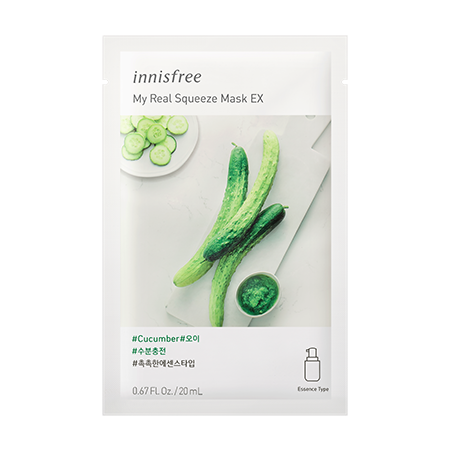 innisfree
My Real Squeeze Mask EX
#Cucumber#오이
#수분충전
#촉촉한에센스타입
0.67 FL Oz. / 20 mL
Essence Type